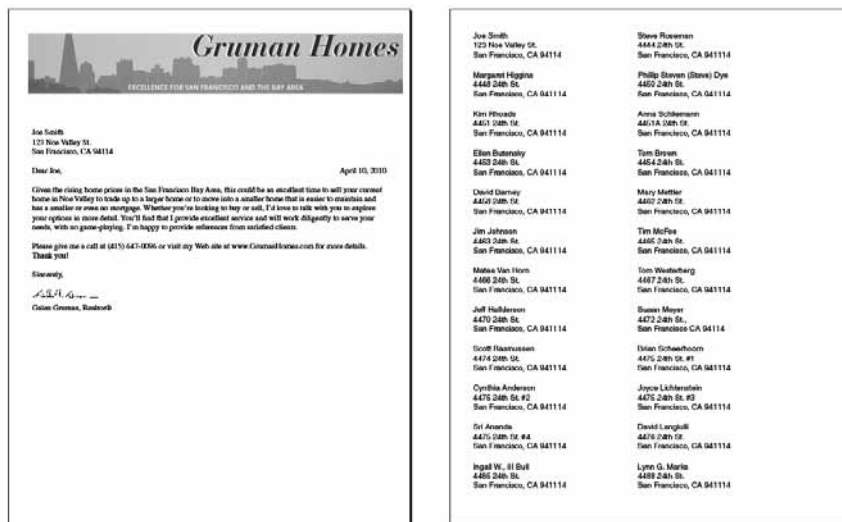 Gruman Homes
EXCELLENCE FOR SAN FRANCISCO AND THE BAY AREA
Joe Smith
123 Noe Valley St.
San Francisco, CA 94114
Dear Joe,
April 10, 2010
Given the rising home prices in the San Francisco Bay Area, this could be an excellent time to sell your current
home in Noe Valley to trade up to a larger home or to move into a smaller home that is easier to maintain and
has a smaller or even no mortgage. Whether you're looking to buy or sell, I'd love to talk with you to explore
your options in more detail. You'll find that I provide excellent service and will work diligently to serve your
needs, with no game-playing. I'm happy to provide references from satisfied clients.
Please give me a call at (415) 647-0096 or visit my Web site at www.GrumanHomes.com for more details.
Thank you!
Sincerely,
Galen Gruman, Realtor®
Joe Smith
123 Noe Valley St.
San Francisco, CA 94114
Margaret Higgins
4448 24th St.
San Francisco, CA 941114
Kim Rhoads
4451 24th St.
San Francisco, CA 941114
Ellen Butensky
4453 24th St.
San Francisco, CA 941114
David Darney
4458 24th St.
San Francisco, CA 941114
Jim Johnson
4463 24th St.
San Francisco, CA 941114
Matea Van Horn
4466 24th St.
San Francisco, CA 941114
Jeff Halfderson
4470 24th St.
San Francisco, CA 941114
Scott Rasmussen
4474 24th St.
San Francisco, CA 941114
Cynthia Anderson
4475 24th St. #2
San Francisco, CA 941114
Sri Ananda
4475 24th St. #4
San Francisco, CA 941114
Ingall W., III Bull
4485 24th St.
San Francisco, CA 941114
Steve Roseman
4444 24th St.
San Francisco, CA 941114
Phillip Steven (Steve) Dye
4450 24th St.
San Francisco, CA 941114
Anna Schliemann
4451A 24th St.
San Francisco, CA 941114
Tom Brown
4454 24th St.
San Francisco, CA 941114
Mary Mettler
4462 24th St.
San Francisco, CA 941114
Tim McFee
4465 24th St.
San Francisco, CA 941114
Tom Westerberg
4467 24th St.
San Francisco, CA 941114
Susan Meyer
4472 24th St.,
San Francisco CA 94114
Brian Scheerhoorn
4475 24th St. #1
San Francisco, CA 941114
Joyce Lichtenstein
4475 24th St. #3
San Francisco, CA 941114
David Langiulli
4476 24th St.
San Francisco, CA 941114
Lynn G. Marks
4488 24th St.
San Francisco, CA 941114